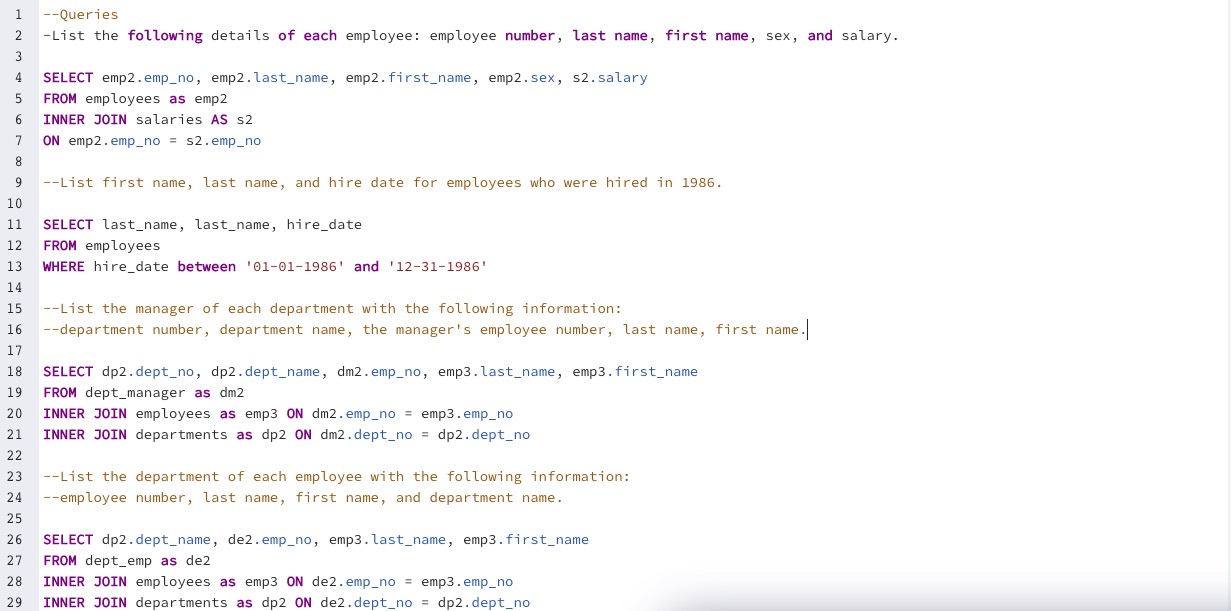 1 --Queries
2 -List the following details of each employee: employee number, last name, first name, sex, and salary.
3
4 SELECT emp2.emp_no, emp2.last_name, emp2.first_name, emp2.sex, s2.salary
5 FROM employees as emp2
6 INNER JOIN salaries AS s2
7 ON emp2.emp_no = s2.emp_no
8
9 --List first name, last name, and hire date for employees who were hired in 1986.
10
11 SELECT last_name, last_name, hire_date
12 FROM employees
13 WHERE hire_date between '01-01-1986' and '12-31-1986'
14
15 --List the manager of each department with the following information:
16 --department number, department name, the manager's employee number, last name, first name.
17
18 SELECT dp2.dept_no, dp2.dept_name, dm2.emp_no, emp3.last_name, emp3.first_name
19 FROM dept_manager as dm2
20 INNER JOIN employees as emp3 ON dm2.emp_no = emp3.emp_no
21 INNER JOIN departments as dp2 ON dm2.dept_no = dp2.dept_no
22
23 --List the department of each employee with the following information:
24 --employee number, last name, first name, and department name.
25
26 SELECT dp2.dept_name, de2.emp_no, emp3.last_name, emp3.first_name
27 FROM dept_emp as de2
28 INNER JOIN employees as emp3 ON de2.emp_no = emp3.emp_no
29 INNER JOIN departments as dp2 ON de2.dept_no = dp2.dept_no